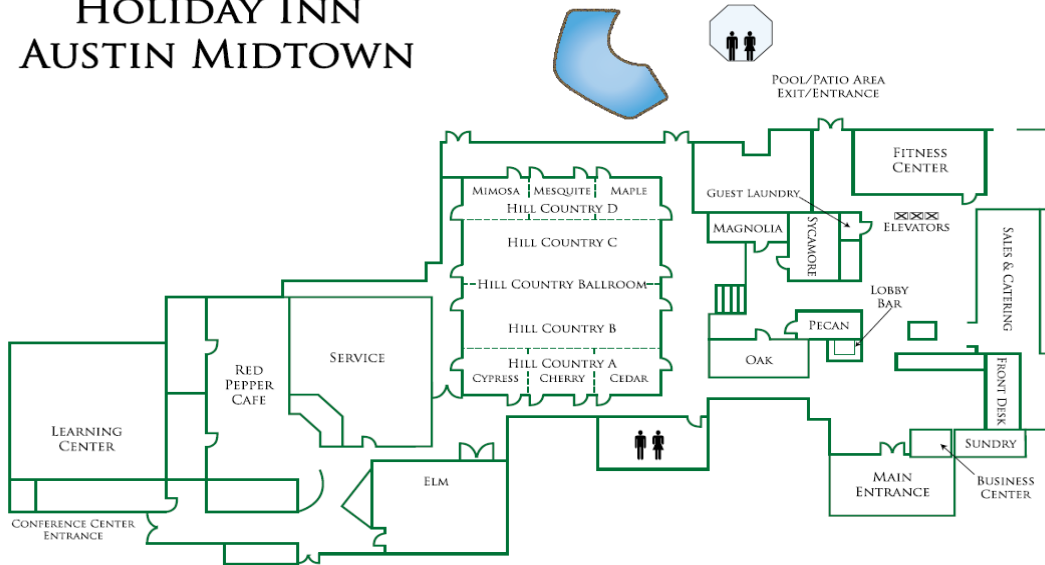 HOLIDAY INN
AUSTIN MIDTOWN
POOL/PATIO AREA
EXIT/ENTRANCE
FITNESS
CENTER
MIMOSA
MESQUITE
MAPLE
HILL COUNTRY D
GUEST LAUNDRY
MAGNOLIA
SYCAMORE
ELEVATORS
HILL COUNTRY C
SALES & CATERING
HILL COUNTRY BALLROOM
LOBBY
BAR
HILL COUNTRY B
PECAN
SERVICE
OAK
HILL COUNTRY A
CYPRESS
CHERRY
CEDAR
RED
PEPPER
CAFE
FRONT DESK
LEARNING
CENTER
SUNDRY
ELM
MAIN
ENTRANCE
BUSINESS
CENTER
CONFERENCE CENTER
ENTRANCE